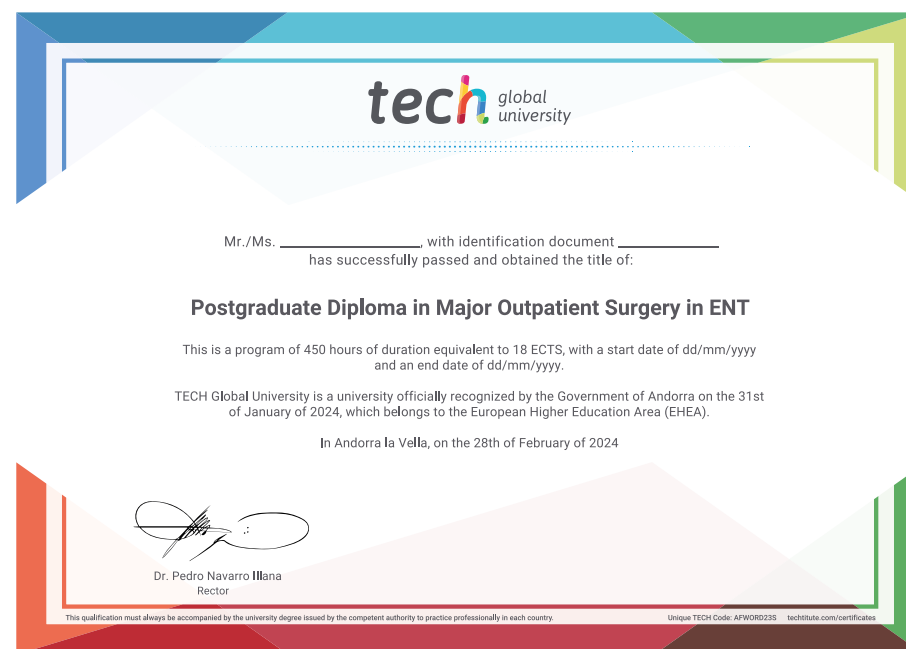 tech global
university
Mr./Ms. ____________, with identification document ____________
has successfully passed and obtained the title of:
Postgraduate Diploma in Major Outpatient Surgery in ENT
This is a program of 450 hours of duration equivalent to 18 ECTS, with a start date of dd/mm/yyyy
and an end date of dd/mm/yyyy.
TECH Global University is a university officially recognized by the Government of Andorra on the 31st
of January of 2024, which belongs to the European Higher Education Area (EHEA).
In Andorra la Vella, on the 28th of February of 2024
Dr. Pedro Navarro Illana
Rector
This qualification must always be accompanied by the university degree issued by the competent authority to practice professionally in each country.
Unique TECH Code: AFWORD23S techtitute.com/certificates